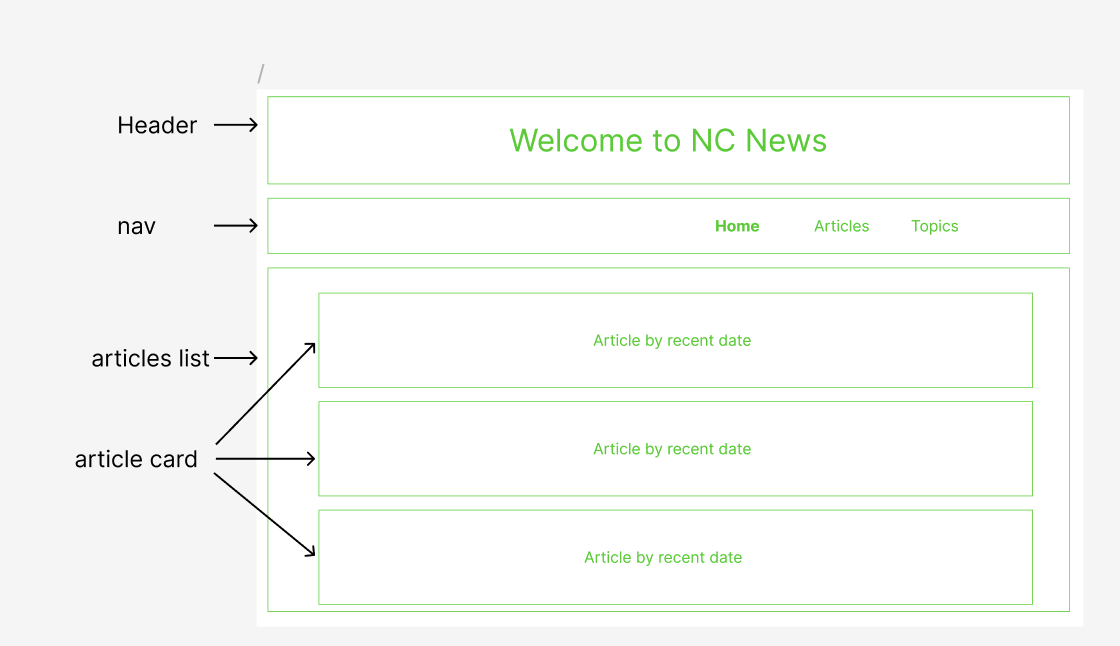 /
Header
Welcome to NC News
nav
Home Articles Topics
Article by recent date
articles list
Article by recent date
article card
Article by recent date